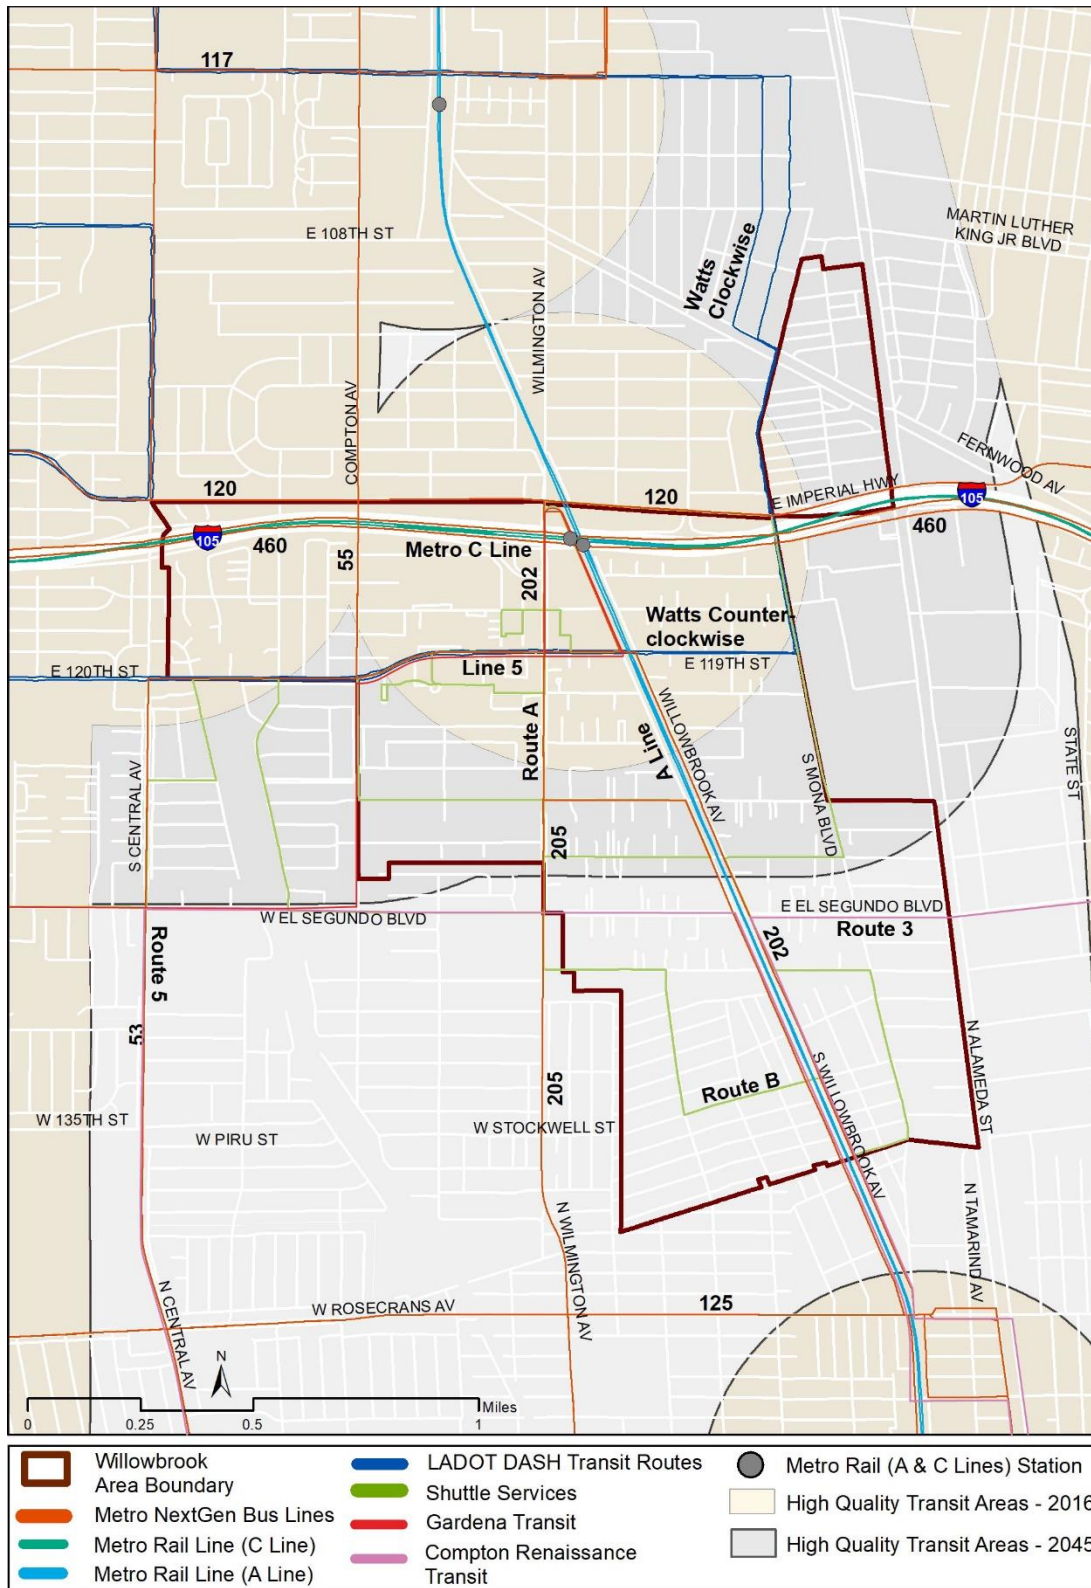 117
E 108TH ST
MARTIN LUTHER
KING JR BLVD
Watts
Clockwise
WILMINGTON AV
COMPTON AV
FERNWOOD AV
120
120
E IMPERIAL HWY
105
105
460
460
Metro C Line
55
202
Watts Counter-
clockwise
E 119TH ST
E 120TH ST
Line 5
Route A
A Line
WILLOWBROOK AV
S MONA BLVD
STATE ST
S CENTRAL AV
205
W EL SEGUNDO BLVD
E EL SEGUNDO BLVD
Route 3
202
Route 5
53
N ALAMEDA ST
S WILLOWBROOK AV
Route B
205
W 135TH ST
W PIRU ST
W STOCKWELL ST
N TAMARIND AV
N WILMINGTON AV
N CENTRAL AV
W ROSECRANS AV
125
N
Miles
0
0.25
0.5
1
Willowbrook
Area Boundary
Metro NextGen Bus Lines
Metro Rail Line (C Line)
Metro Rail Line (A Line)
LADOT DASH Transit Routes
Shuttle Services
Gardena Transit
Compton Renaissance
Transit
Metro Rail (A & C Lines) Station
High Quality Transit Areas - 2016
High Quality Transit Areas - 2045